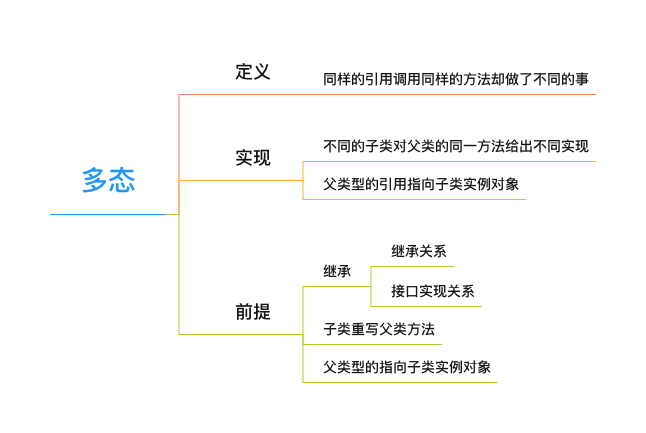 多态
定义
同样的引用调用同样的方法却做了不同的事
实现
不同的子类对父类的同一方法给出不同实现
父类型的引用指向子类实例对象
前提
继承
继承关系
接口实现关系
子类重写父类方法
父类型的指向子类实例对象